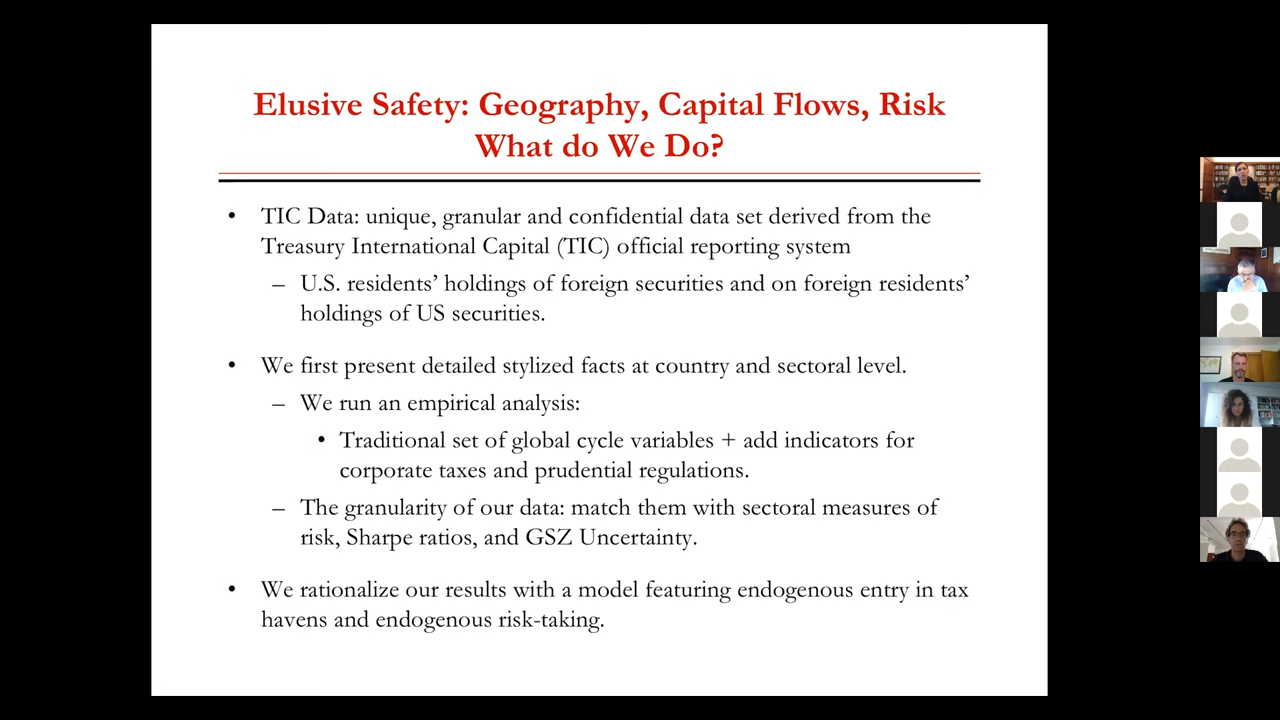 Elusive Safety: Geography, Capital Flows, Risk
What do We Do?
• TIC Data: unique, granular and confidential data set derived from the
Treasury International Capital (TIC) official reporting system
– U.S. residents’ holdings of foreign securities and on foreign residents’
holdings of US securities.
• We first present detailed stylized facts at country and sectoral level.
– We run an empirical analysis:
• Traditional set of global cycle variables + add indicators for
corporate taxes and prudential regulations.
– The granularity of our data: match them with sectoral measures of
risk, Sharpe ratios, and GSZ Uncertainty.
• We rationalize our results with a model featuring endogenous entry in tax
havens and endogenous risk-taking.